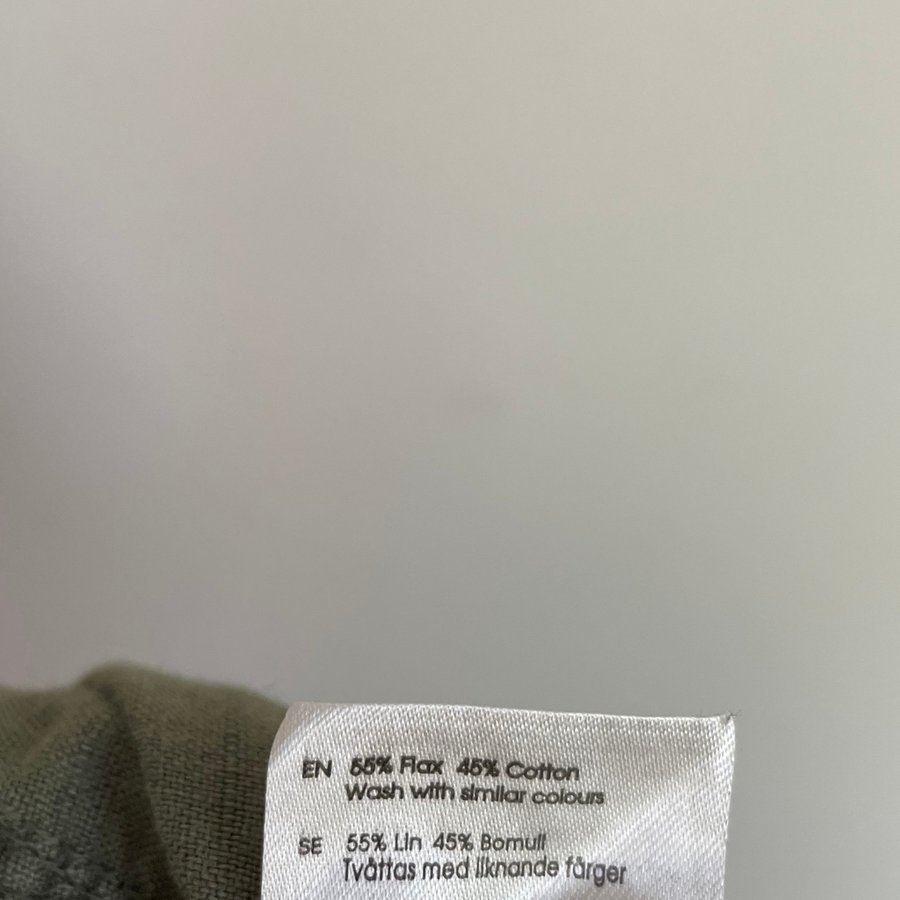 EN 55% Flax 45% Cotton
Wash with similar colours
SE 55% Lin 45% Bomull
Tvättas med liknande färger